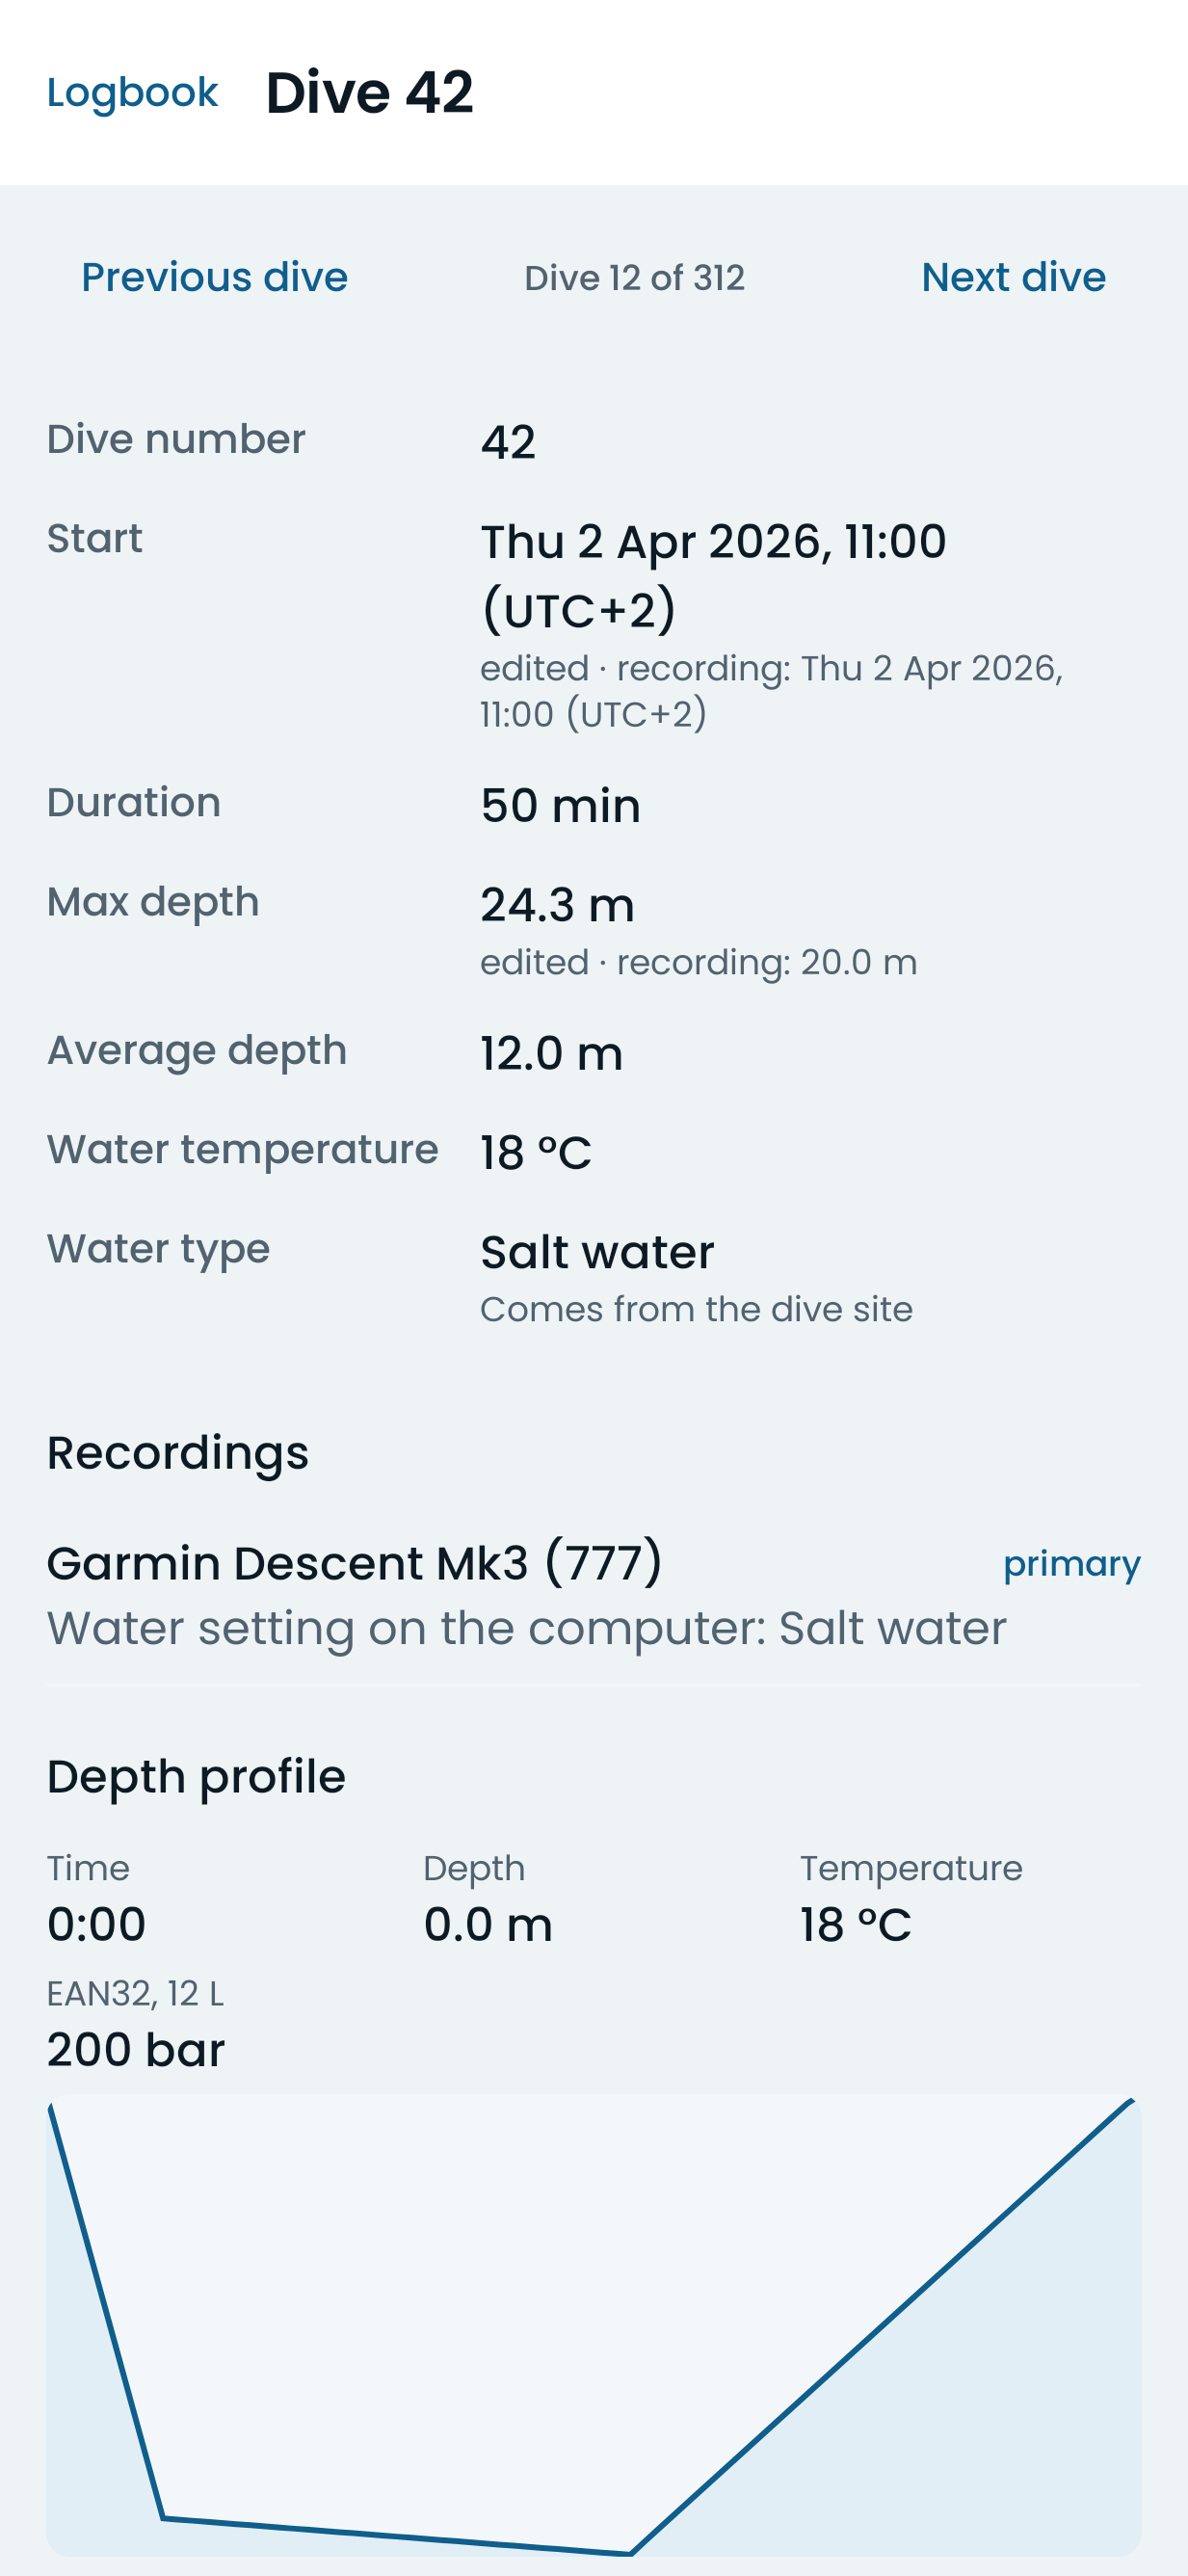 Logbook Dive 42
Previous dive Dive 12 of 312 Next dive
Dive number 42
Start Thu 2 Apr 2026, 11:00
(UTC+2)
edited · recording: Thu 2 Apr 2026,
11:00 (UTC+2)
Duration 50 min
Max depth 24.3 m
edited · recording: 20.0 m
Average depth 12.0 m
Water temperature 18 °C
Water type Salt water
Comes from the dive site
Recordings
Garmin Descent Mk3 (777) primary
Water setting on the computer: Salt water
Depth profile
Time Depth Temperature
0:00 0.0 m 18 °C
EAN32, 12 L
200 bar